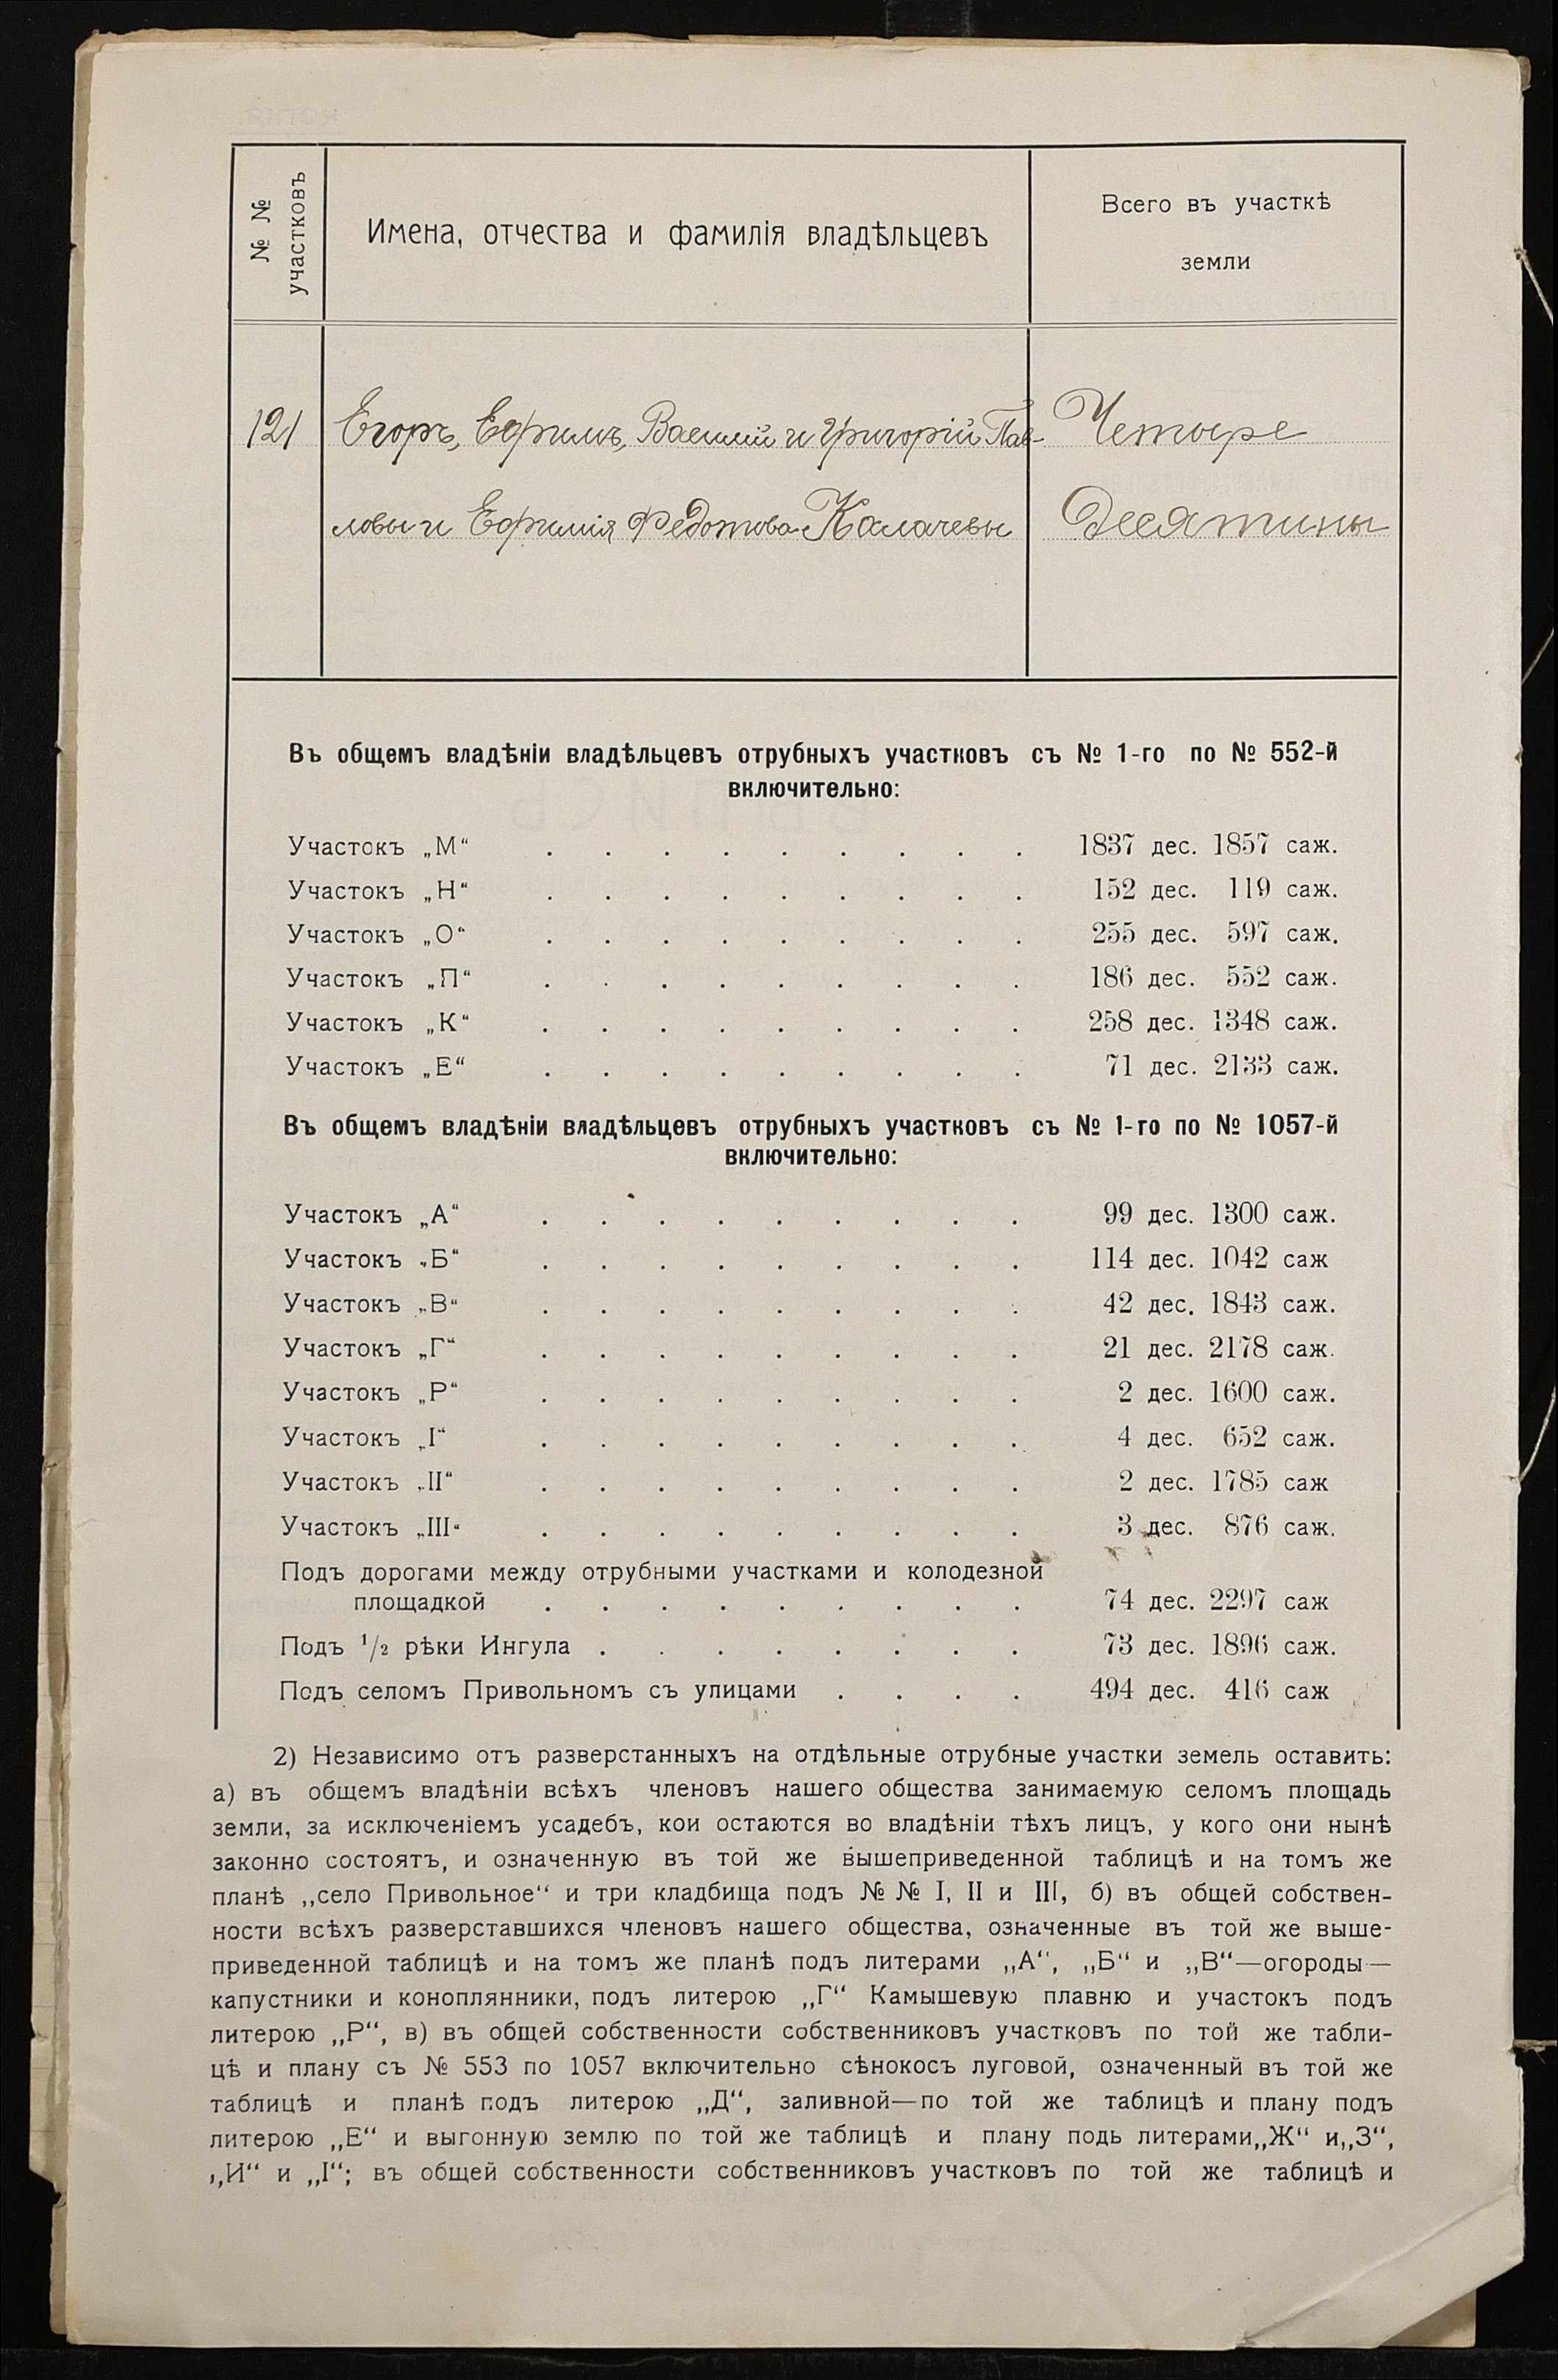 № №
участковъ
Имена, отчества и фамилія владѣльцевъ
Всего въ участкѣ
земли
121
Егоръ, Ефимъ, Василий и Григорій Пав-
Четыре
ловы и Ефимія Федотова Калачевы
Десятины
Въ общемъ владѣніи владѣльцевъ отрубныхъ участковъ съ № 1-го по № 552-й
включительно:
Участокъ „М“ . . . . . . . . . 1837 дес. 1857 саж.
Участокъ „Н“ . . . . . . . . . 152 дес. 119 саж.
Участокъ „О“ . . . . . . . . . 255 дес. 597 саж.
Участокъ „П“ . . . . . . . . . 186 дес. 552 саж.
Участокъ „К“ . . . . . . . . . 258 дес. 1348 саж.
Участокъ „Е“ . . . . . . . . . 71 дес. 2133 саж.
Въ общемъ владѣніи владѣльцевъ отрубныхъ участковъ съ № 1-го по № 1057-й
включительно:
Участокъ „А“ . . . . . . . . . 99 дес. 1300 саж.
Участокъ „Б“ . . . . . . . . . 114 дес. 1042 саж
Участокъ „В“ . . . . . . . . . 42 дес. 1843 саж.
Участокъ „Г“ . . . . . . . . . 21 дес. 2178 саж.
Участокъ „Р“ . . . . . . . . . 2 дес. 1600 саж.
Участокъ „I“ . . . . . . . . . 4 дес. 652 саж.
Участокъ „II“ . . . . . . . . . 2 дес. 1785 саж
Участокъ „III“ . . . . . . . . . 3 дес. 876 саж.
Подъ дорогами между отрубными участками и колодезной
площадкой . . . . . . . . . 74 дес. 2297 саж
Подъ 1/2 рѣки Ингула . . . . . . . . 73 дес. 1896 саж.
Подъ селомъ Привольномъ съ улицами . . . . 494 дес. 416 саж
2) Независимо отъ разверстанныхъ на отдѣльные отрубные участки земель оставить:
а) въ общемъ владѣніи всѣхъ членовъ нашего общества занимаемую селомъ площадь
земли, за исключеніемъ усадебъ, кои остаются во владѣніи тѣхъ лицъ, у кого они нынѣ
законно состоятъ, и означенную въ той же вышеприведенной таблицѣ и на томъ же
планѣ „село Привольное“ и три кладбища подъ № № I, II и III, б) въ общей собствен-
ности всѣхъ разверставшихся членовъ нашего общества, означенные въ той же выше-
приведенной таблицѣ и на томъ же планѣ подъ литерами „А“, „Б“ и „В“—огороды—
капустники и коноплянники, подъ литерою „Г“ Камышевую плавню и участокъ подъ
литерою „Р“, в) въ общей собственности собственниковъ участковъ по той же табли-
цѣ и плану съ № 553 по 1057 включительно сѣнокосъ луговой, означенный въ той же
таблицѣ и планѣ подъ литерою „Д“, заливной—по той же таблицѣ и плану подъ
литерою „Е“ и выгонную землю по той же таблицѣ и плану подь литерами„Ж“ и„З“,
„И“ и „I“; въ общей собственности собственниковъ участковъ по той же таблицѣ и